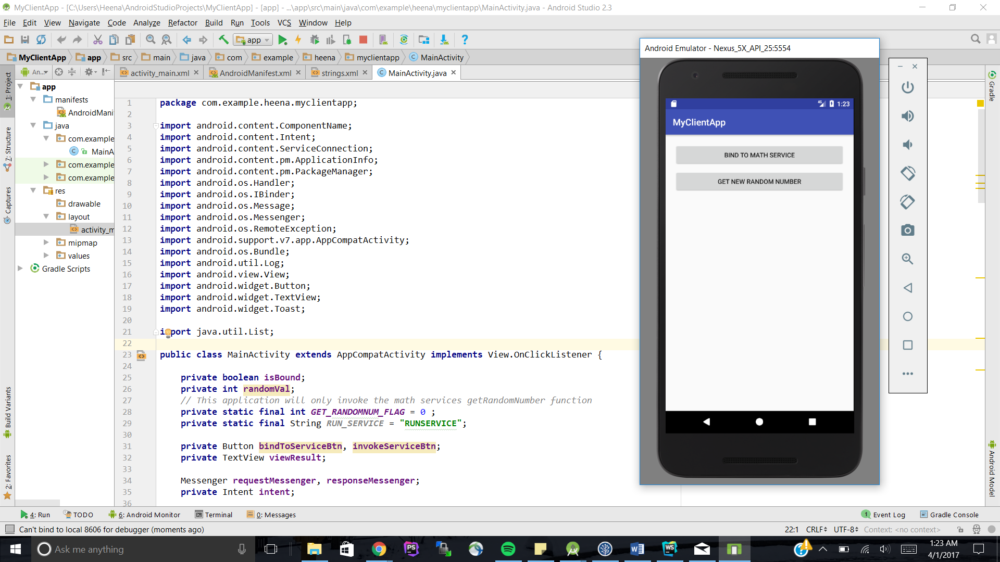 MyClientApp - [C:\Users\Heena\AndroidStudioProjects\MyClientApp] - [app] - ...\app\src\main\java\com\example\heena\myclientapp\MainActivity.java - Android Studio 2.3
File Edit View Navigate Code Analyze Refactor Build Run Tools VCS Window Help
app
MyClientApp app src main java com example heena myclientapp MainActivity
An...
activity_main.xml AndroidManifest.xml strings.xml MainActivity.java
1: Project
7: Structure
Captures
Build Variants
2: Favorites
app
manifests
AndroidMani
java
com.example
MainA
com.example
com.example
res
drawable
layout
activity_m
mipmap
values
Gradle Scripts
1 package com.example.heena.myclientapp;
2
3 import android.content.ComponentName;
4 import android.content.Intent;
5 import android.content.ServiceConnection;
6 import android.content.pm.ApplicationInfo;
7 import android.content.pm.PackageManager;
8 import android.os.Handler;
9 import android.os.IBinder;
10 import android.os.Message;
11 import android.os.Messenger;
12 import android.os.RemoteException;
13 import android.support.v7.app.AppCompatActivity;
14 import android.os.Bundle;
15 import android.util.Log;
16 import android.view.View;
17 import android.widget.Button;
18 import android.widget.TextView;
19 import android.widget.Toast;
20
21 import java.util.List;
22
23 public class MainActivity extends AppCompatActivity implements View.OnClickListener {
24
25 private boolean isBound;
26 private int randomVal;
27 // This application will only invoke the math services getRandomNumber function
28 private static final int GET_RANDOMNUM_FLAG = 0 ;
29 private static final String RUN_SERVICE = "RUNSERVICE";
30
31 private Button bindToServiceBtn, invokeServiceBtn;
32 private TextView viewResult;
33
34 Messenger requestMessenger, responseMessenger;
35 private Intent intent;
36
Android Emulator - Nexus_5X_API_25:5554
4G 1:23
MyClientApp
BIND TO MATH SERVICE
GET NEW RANDOM NUMBER
Gradle
Android Model
4: Run TODO 6: Android Monitor Terminal 0: Messages 1 Event Log Gradle Console
Can't bind to local 8606 for debugger (moments ago) 22:1 CRLF UTF-8 Context: <no context>
Ask me anything
PS
W
WS
1:23 AM
4/1/2017